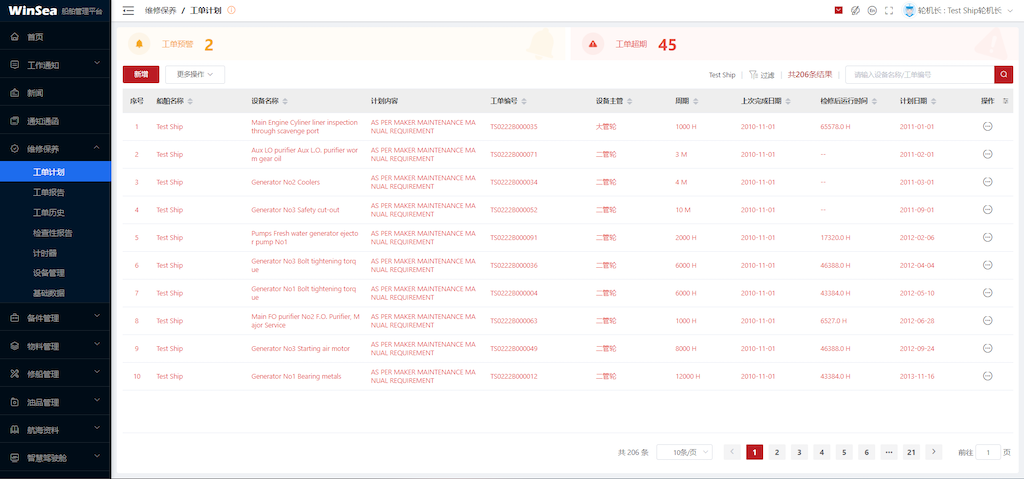 WinSea 船舶管理平台
维修保养 / 工单计划
轮机长 : Test Ship轮机长
首页
工作通知
新闻
通知通函
维修保养
工单计划
工单报告
工单历史
检查性报告
计时器
设备管理
基础数据
备件管理
物料管理
修船管理
油品管理
航海资料
智慧驾驶舱
工单预警 2
工单超期 45
新增 更多操作 Test Ship 过滤 共206条结果 请输入设备名称/工单编号
序号 船舶名称 设备名称 计划内容 工单编号 设备主管 周期 上次完成日期 检修后运行时间 计划日期 操作
1 Test Ship Main Engine Cyliner liner inspection through scavenge port AS PER MAKER MAINTENANCE MANUAL REQUIREMENT TS0222B000035 大管轮 1000 H 2010-11-01 65578.0 H 2011-01-01
2 Test Ship Aux LO purifier Aux L.O. purifier worm gear oil AS PER MAKER MAINTENANCE MANUAL REQUIREMENT TS0222B000071 二管轮 3 M 2010-11-01 -- 2011-02-01
3 Test Ship Generator No2 Coolers AS PER MAKER MAINTENANCE MANUAL REQUIREMENT TS0222B000034 二管轮 4 M 2010-11-01 -- 2011-03-01
4 Test Ship Generator No3 Safety cut-out AS PER MAKER MAINTENANCE MANUAL REQUIREMENT TS0222B000052 二管轮 10 M 2010-11-01 -- 2011-09-01
5 Test Ship Pumps Fresh water generator ejector pump No1 AS PER MAKER MAINTENANCE MANUAL REQUIREMENT TS0222B000091 二管轮 2000 H 2010-11-01 17320.0 H 2012-02-06
6 Test Ship Generator No3 Bolt tightening torque AS PER MAKER MAINTENANCE MANUAL REQUIREMENT TS0222B000036 二管轮 6000 H 2010-11-01 46388.0 H 2012-04-04
7 Test Ship Generator No1 Bolt tightening torque AS PER MAKER MAINTENANCE MANUAL REQUIREMENT TS0222B000004 二管轮 6000 H 2010-11-01 43384.0 H 2012-05-10
8 Test Ship Main FO purifier No2 F.O. Purifier, Major Service AS PER MAKER MAINTENANCE MANUAL REQUIREMENT TS0222B000063 二管轮 1000 H 2010-11-01 6527.0 H 2012-06-28
9 Test Ship Generator No3 Starting air motor AS PER MAKER MAINTENANCE MANUAL REQUIREMENT TS0222B000049 二管轮 8000 H 2010-11-01 46388.0 H 2012-09-24
10 Test Ship Generator No1 Bearing metals AS PER MAKER MAINTENANCE MANUAL REQUIREMENT TS0222B000012 二管轮 12000 H 2010-11-01 43384.0 H 2013-11-16
共 206 条 10条/页 1 2 3 4 5 6 ··· 21 前往 1 页